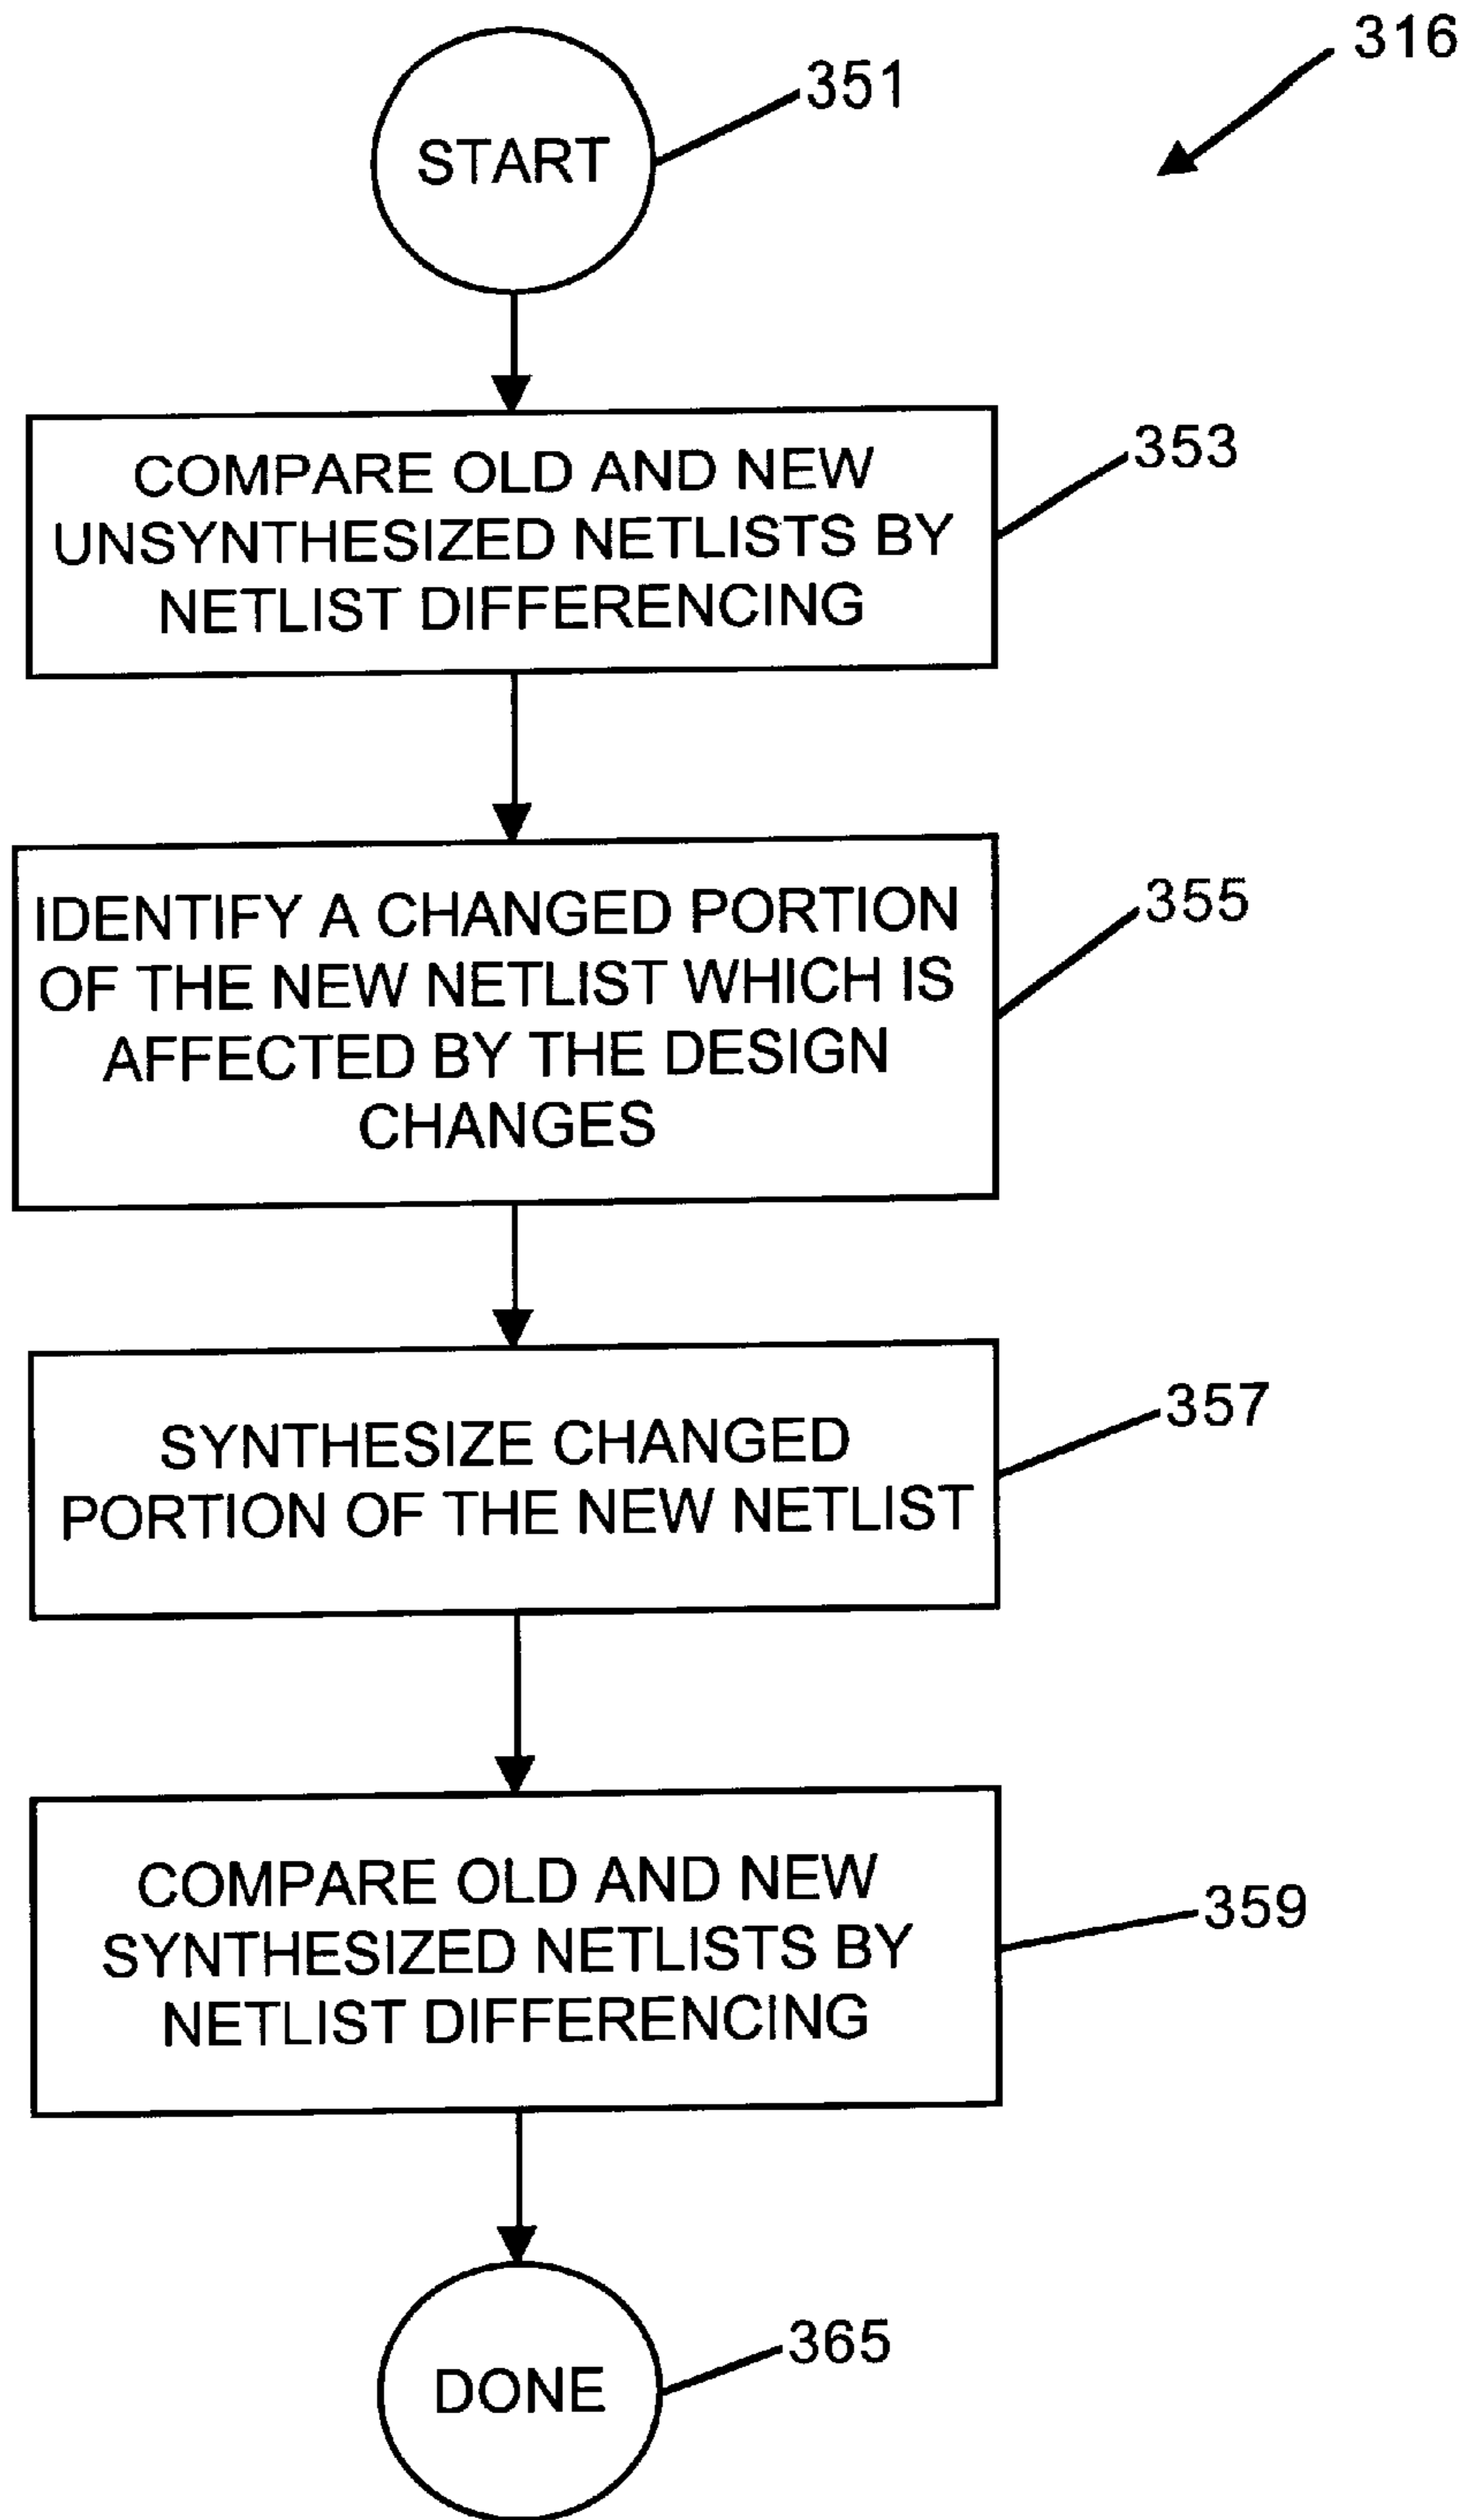 316
351
START
353
COMPARE OLD AND NEW
UNSYNTHESIZED NETLISTS BY
NETLIST DIFFERENCING
355
IDENTIFY A CHANGED PORTION
OF THE NEW NETLIST WHICH IS
AFFECTED BY THE DESIGN
CHANGES
357
SYNTHESIZE CHANGED
PORTION OF THE NEW NETLIST
359
COMPARE OLD AND NEW
SYNTHESIZED NETLISTS BY
NETLIST DIFFERENCING
365
DONE